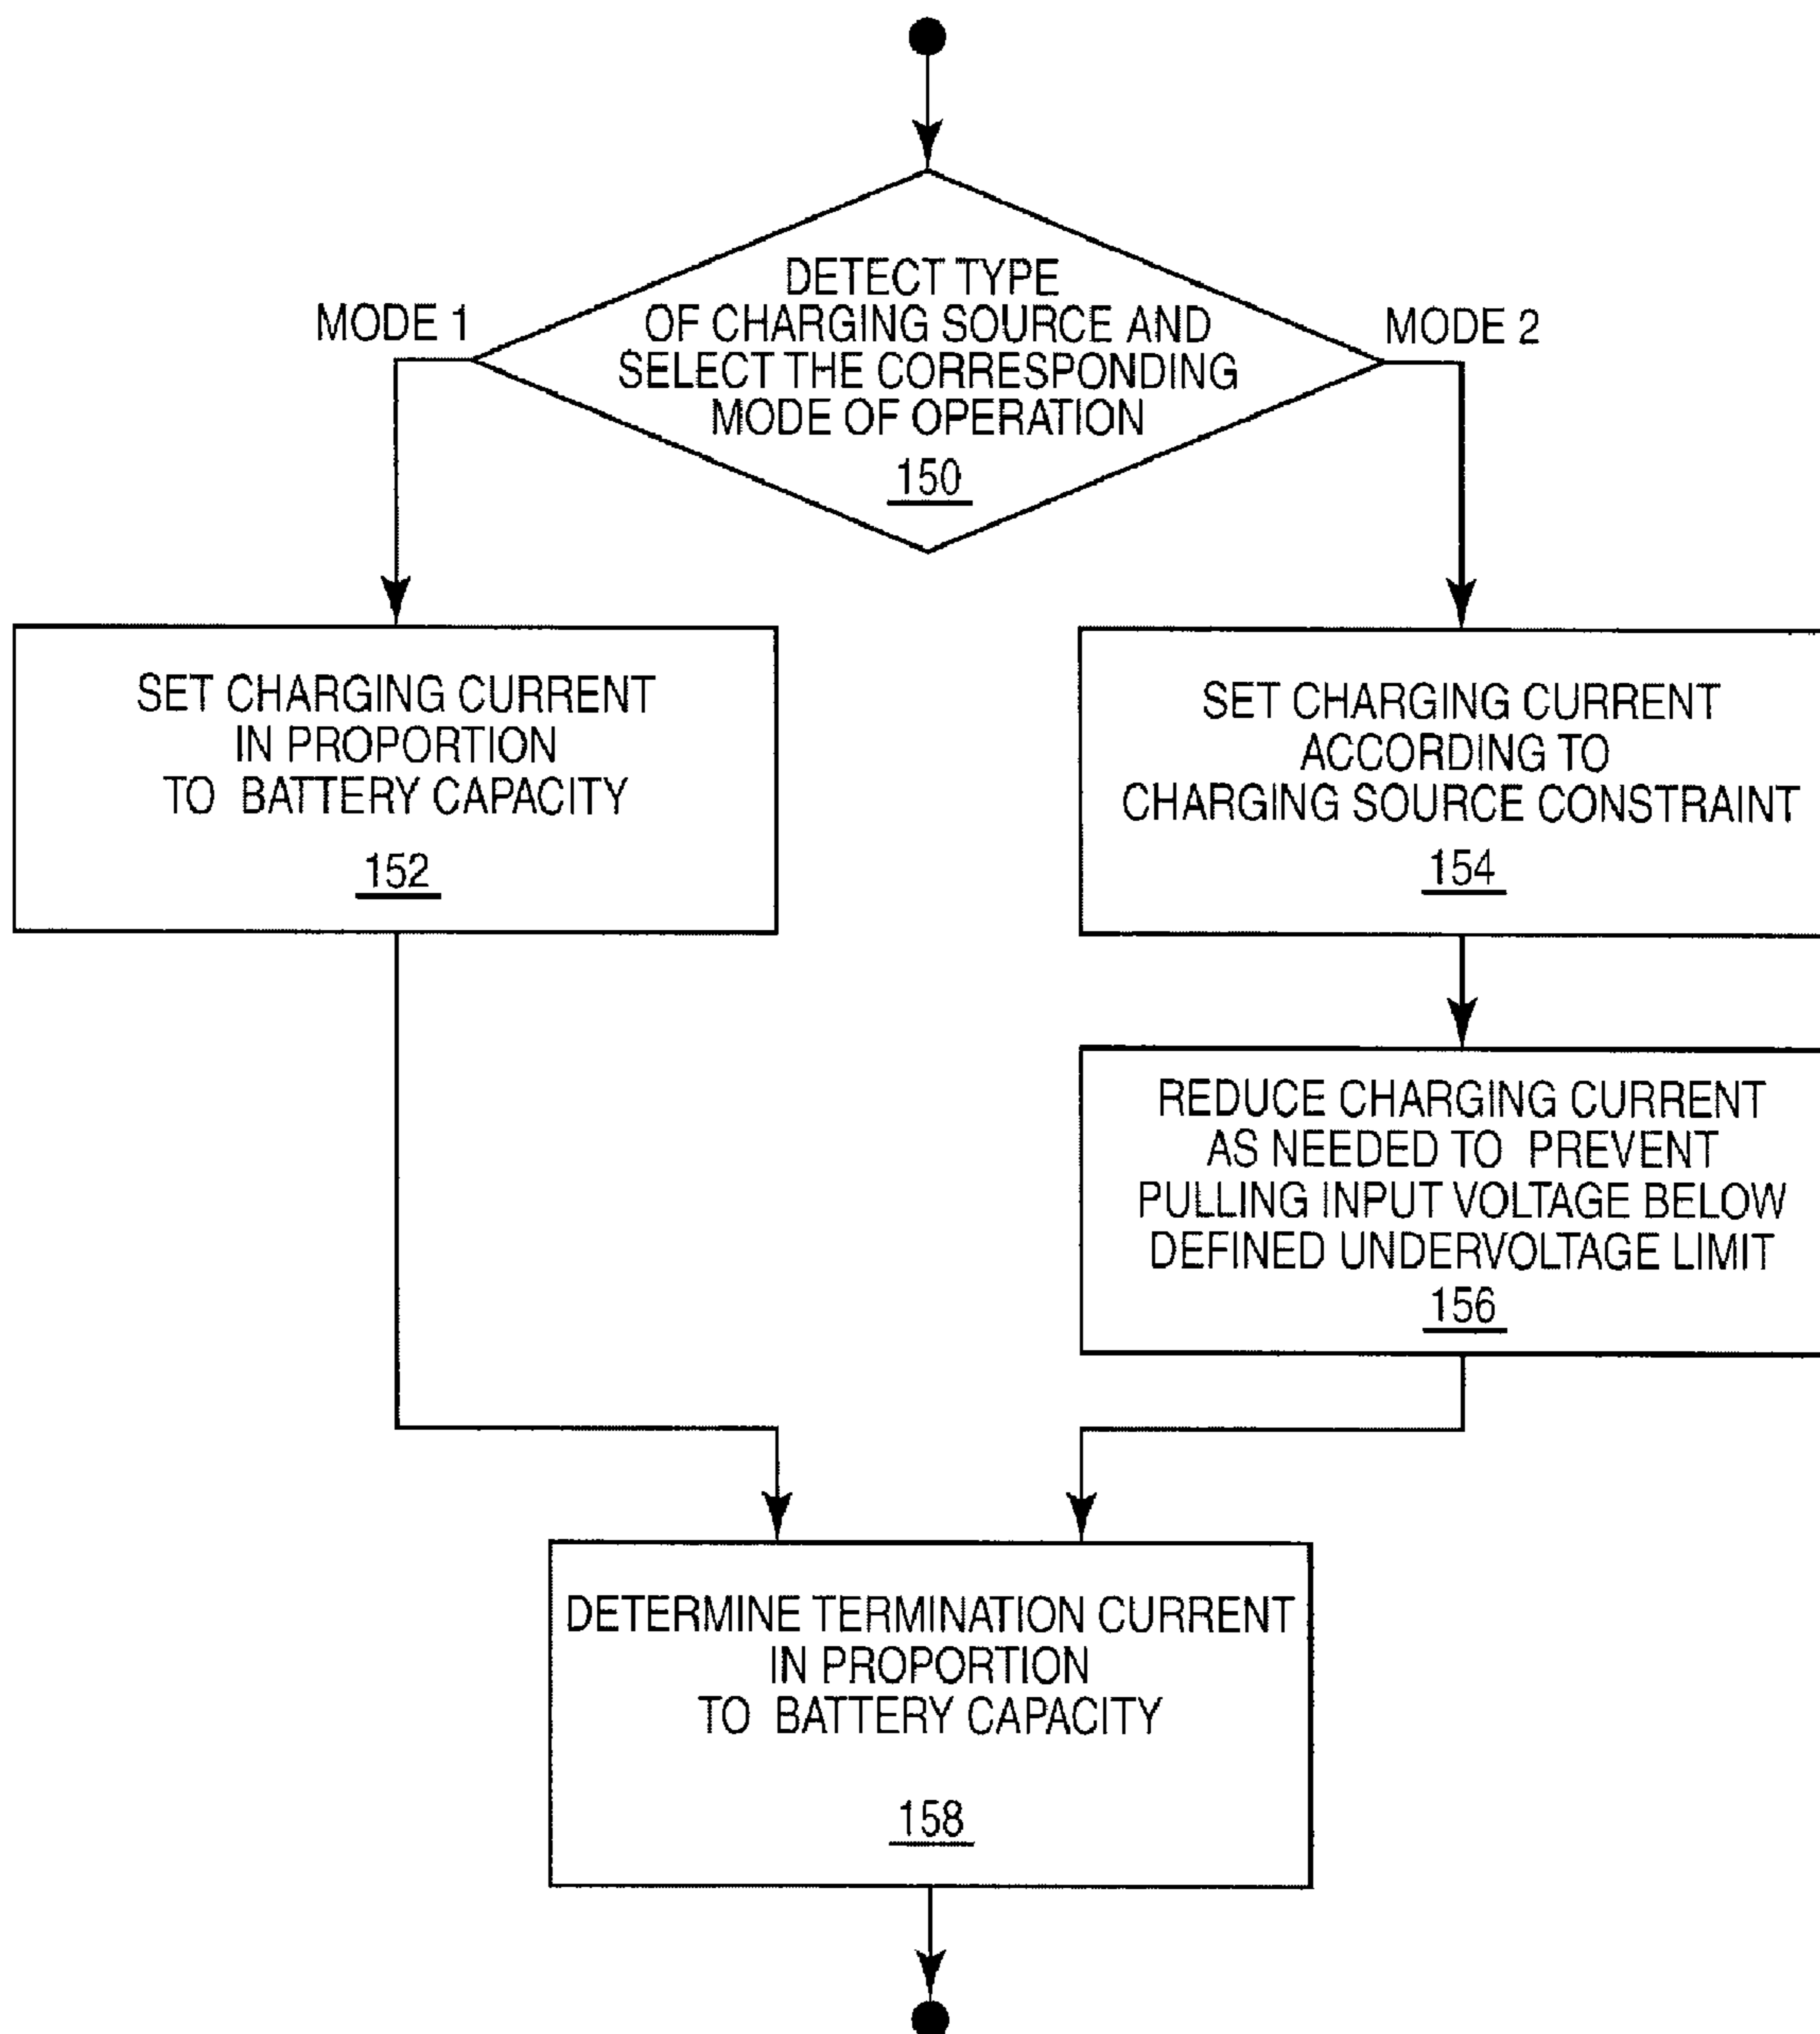 DETECT TYPE
OF CHARGING SOURCE AND
SELECT THE CORRESPONDING
MODE OF OPERATION
150
MODE 1
MODE 2
SET CHARGING CURRENT
IN PROPORTION
TO BATTERY CAPACITY
152
SET CHARGING CURRENT
ACCORDING TO
CHARGING SOURCE CONSTRAINT
154
REDUCE CHARGING CURRENT
AS NEEDED TO PREVENT
PULLING INPUT VOLTAGE BELOW
DEFINED UNDERVOLTAGE LIMIT
156
DETERMINE TERMINATION CURRENT
IN PROPORTION
TO BATTERY CAPACITY
158